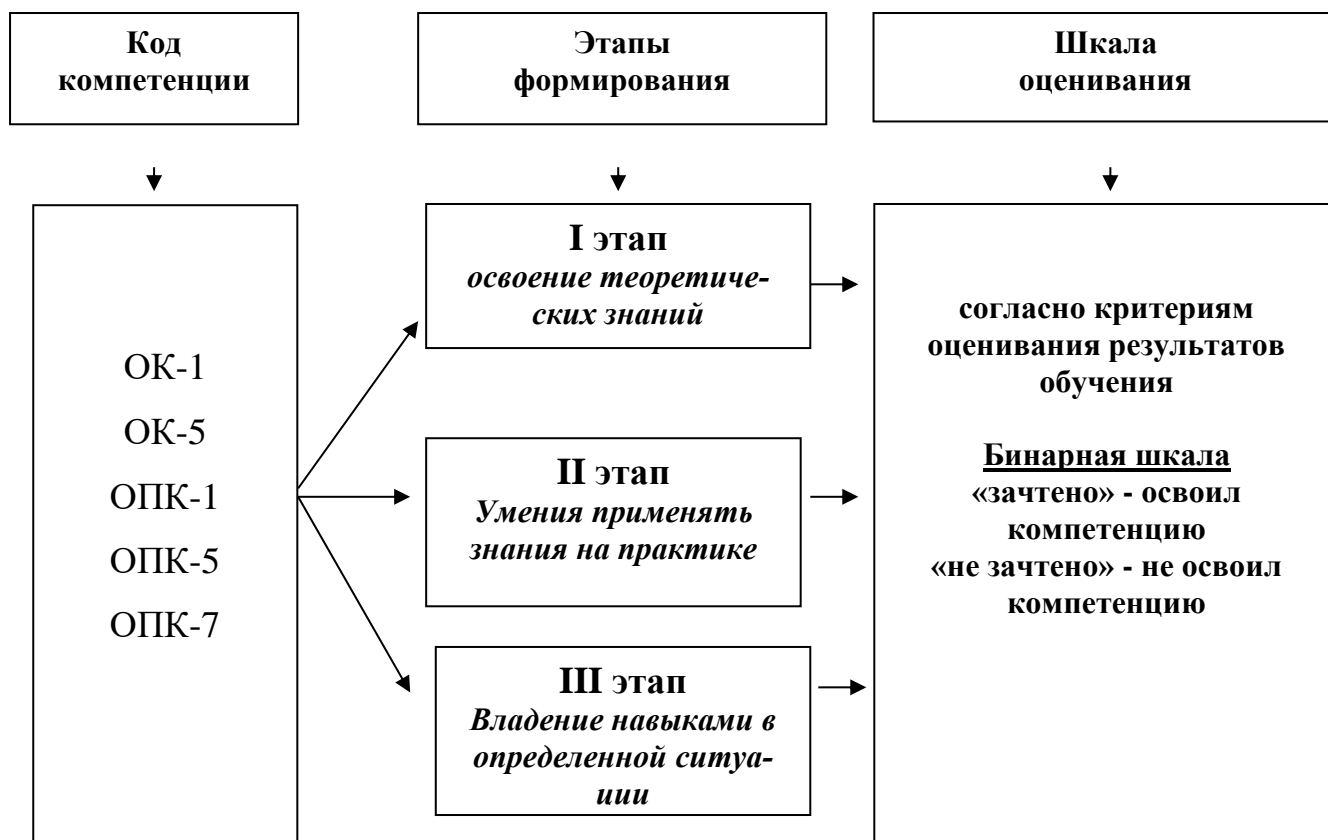 Код
компетенции
Этапы
формирования
Шкала
оценивания
ОК-1
ОК-5
ОПК-1
ОПК-5
ОПК-7
I этап
освоение теоретиче-
ских знаний
II этап
Умения применять
знания на практике
III этап
Владение навыками в
определенной ситуа-
ции
согласно критериям
оценивания результатов
обучения
Бинарная шкала
«зачтено» - освоил
компетенцию
«не зачтено» - не освоил
компетенцию